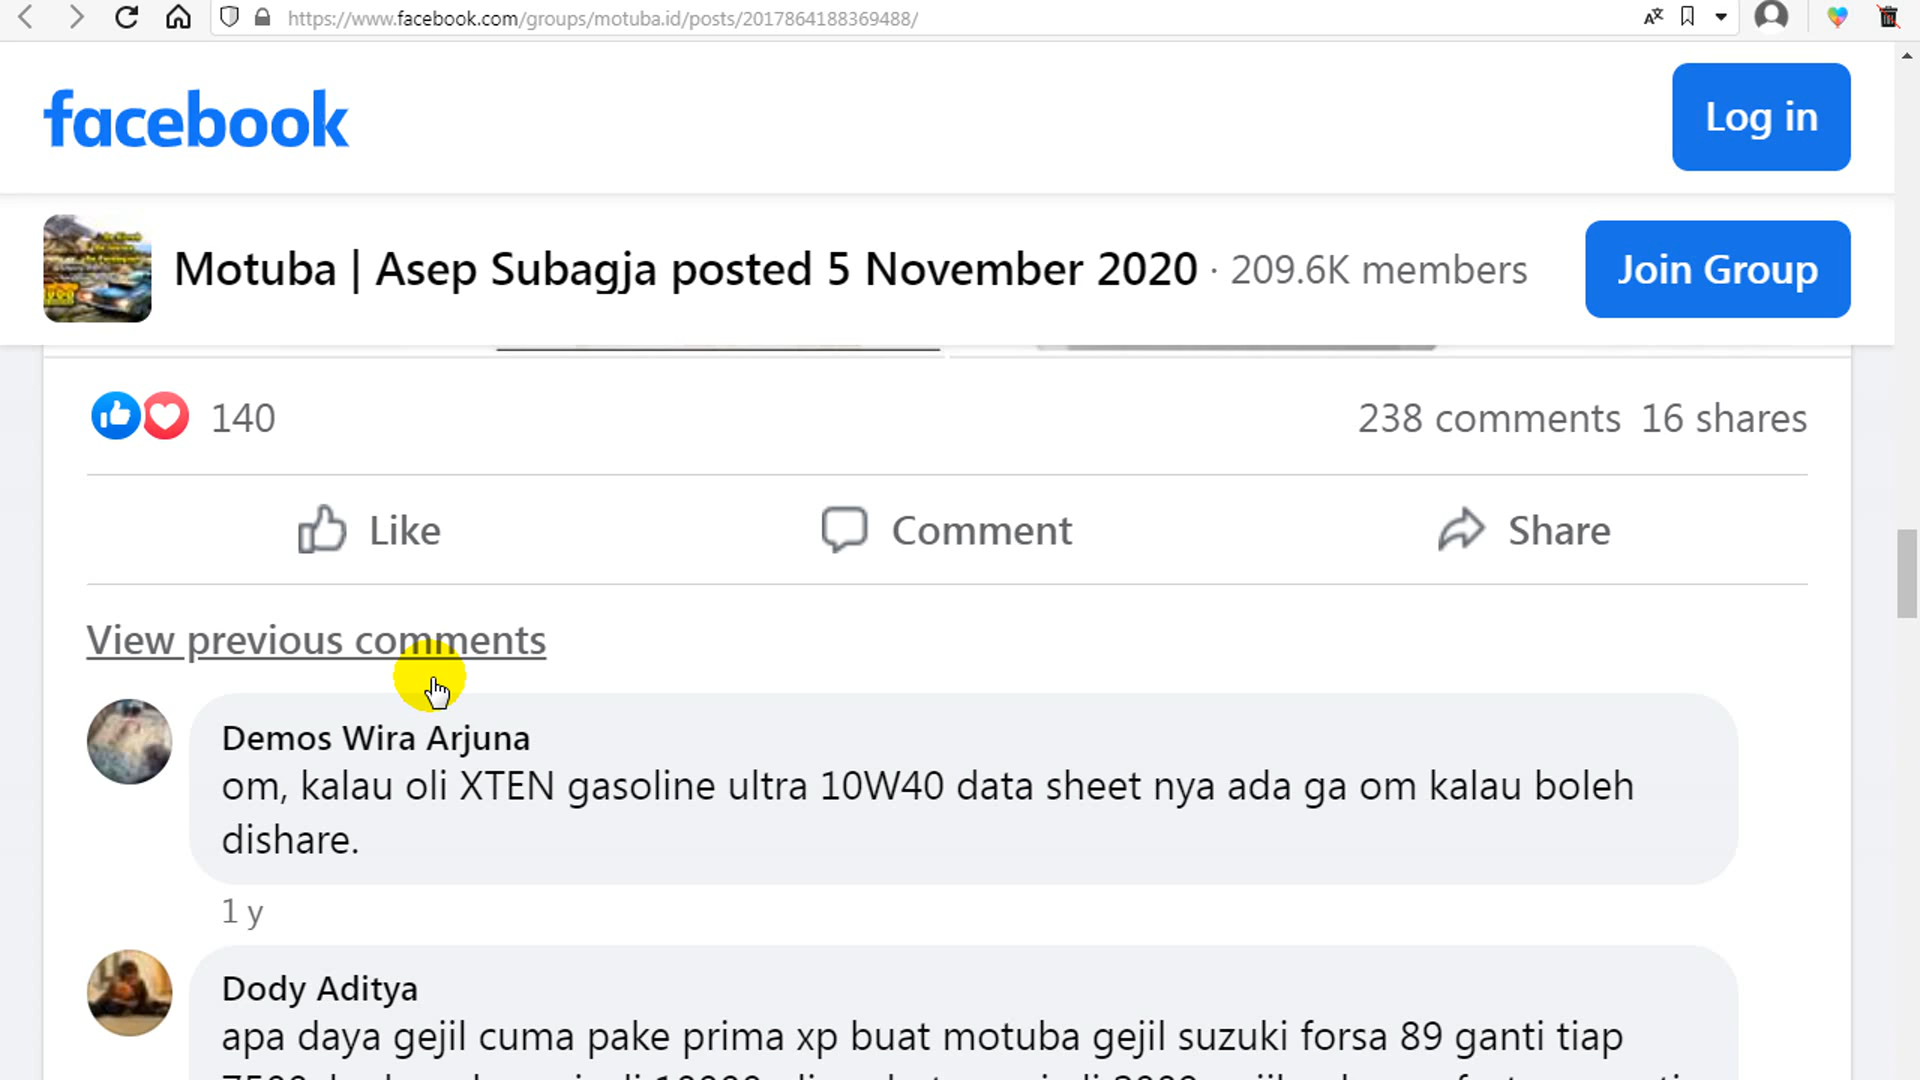 https://www.facebook.com/groups/motuba.id/posts/2017864188369488/
facebook
Log in
Motuba | Asep Subagja posted 5 November 2020 · 209.6K members
Join Group
140
238 comments 16 shares
Like
Comment
Share
View previous comments
Demos Wira Arjuna
om, kalau oli XTEN gasoline ultra 10W40 data sheet nya ada ga om kalau boleh
dishare.
1 y
Dody Aditya
apa daya gejil cuma pake prima xp buat motuba gejil suzuki forsa 89 ganti tiap